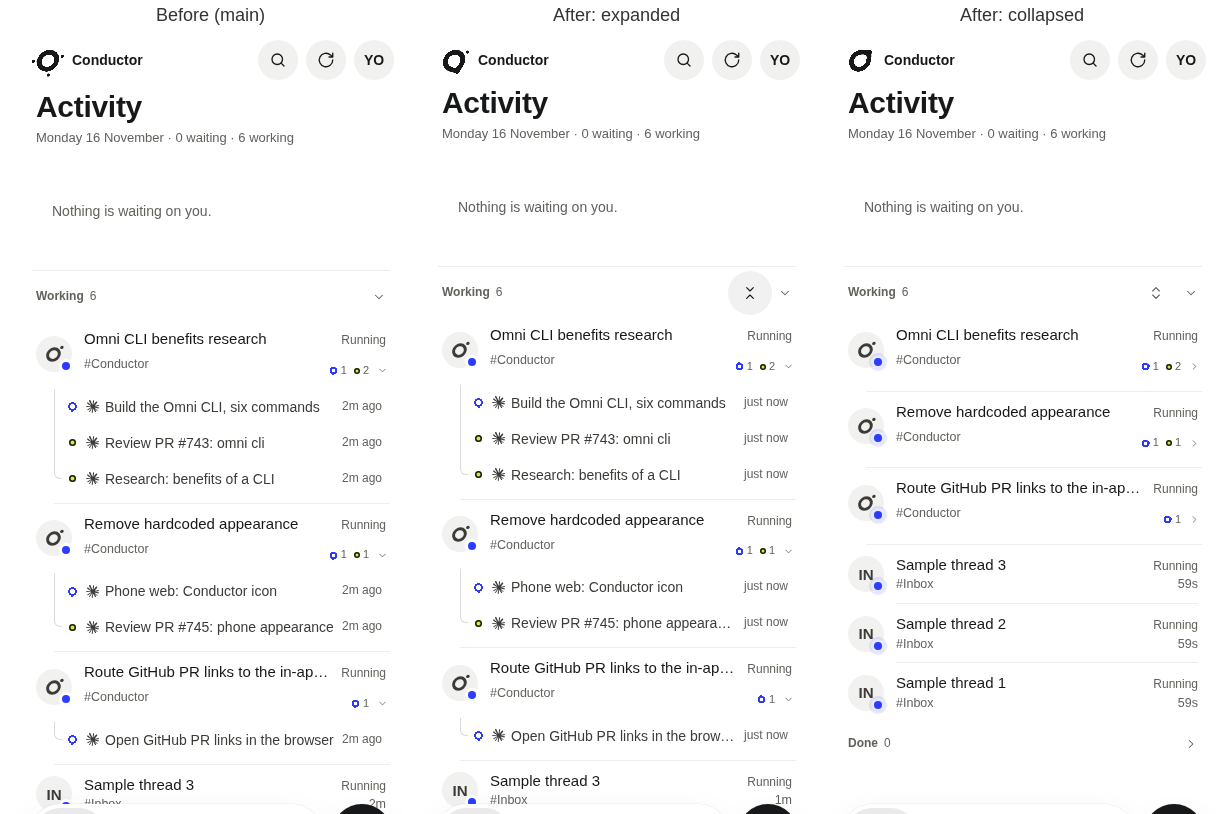 Before (main)
Conductor
YO
Activity
Monday 16 November · 0 waiting · 6 working
Nothing is waiting on you.
Working 6
Omni CLI benefits research
Running
#Conductor
1 2
Build the Omni CLI, six commands
2m ago
Review PR #743: omni cli
2m ago
Research: benefits of a CLI
2m ago
Remove hardcoded appearance
Running
#Conductor
1 1
Phone web: Conductor icon
2m ago
Review PR #745: phone appearance
2m ago
Route GitHub PR links to the in-ap…
Running
#Conductor
1
Open GitHub PR links in the browser
2m ago
IN
Sample thread 3
Running
#Inbox
2m
After: expanded
Conductor
YO
Activity
Monday 16 November · 0 waiting · 6 working
Nothing is waiting on you.
Working 6
Omni CLI benefits research
Running
#Conductor
1 2
Build the Omni CLI, six commands
just now
Review PR #743: omni cli
just now
Research: benefits of a CLI
just now
Remove hardcoded appearance
Running
#Conductor
1 1
Phone web: Conductor icon
just now
Review PR #745: phone appeara…
just now
Route GitHub PR links to the in-ap…
Running
#Conductor
1
Open GitHub PR links in the brow…
just now
IN
Sample thread 3
Running
#Inbox
1m
After: collapsed
Conductor
YO
Activity
Monday 16 November · 0 waiting · 6 working
Nothing is waiting on you.
Working 6
Omni CLI benefits research
Running
#Conductor
1 2
Remove hardcoded appearance
Running
#Conductor
1 1
Route GitHub PR links to the in-ap…
Running
#Conductor
1
IN
Sample thread 3
Running
#Inbox
59s
IN
Sample thread 2
Running
#Inbox
59s
IN
Sample thread 1
Running
#Inbox
59s
Done 0